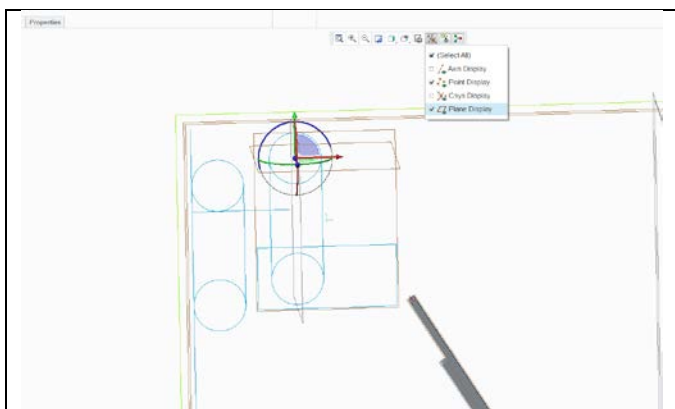 Properties
(Select All)
Axis Display
Point Display
Csys Display
Plane Display